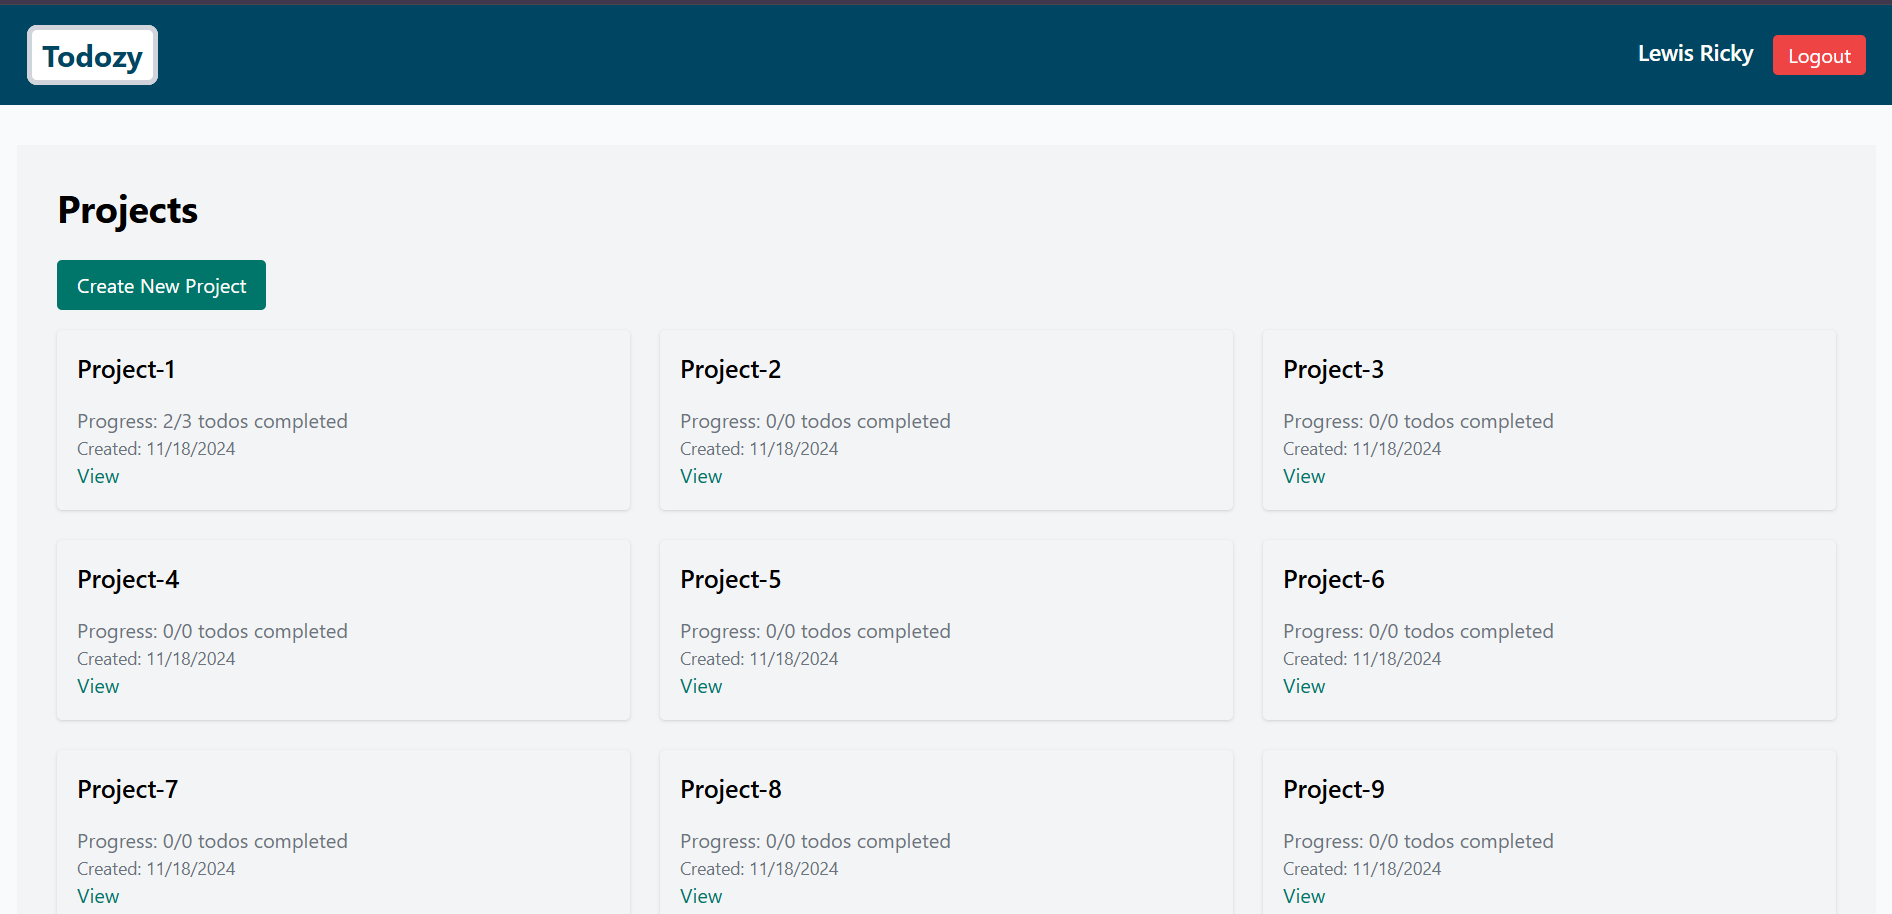 Todozy
Lewis Ricky
Logout
Projects
Create New Project
Project-1
Progress: 2/3 todos completed
Created: 11/18/2024
View
Project-2
Progress: 0/0 todos completed
Created: 11/18/2024
View
Project-3
Progress: 0/0 todos completed
Created: 11/18/2024
View
Project-4
Progress: 0/0 todos completed
Created: 11/18/2024
View
Project-5
Progress: 0/0 todos completed
Created: 11/18/2024
View
Project-6
Progress: 0/0 todos completed
Created: 11/18/2024
View
Project-7
Progress: 0/0 todos completed
Created: 11/18/2024
View
Project-8
Progress: 0/0 todos completed
Created: 11/18/2024
View
Project-9
Progress: 0/0 todos completed
Created: 11/18/2024
View